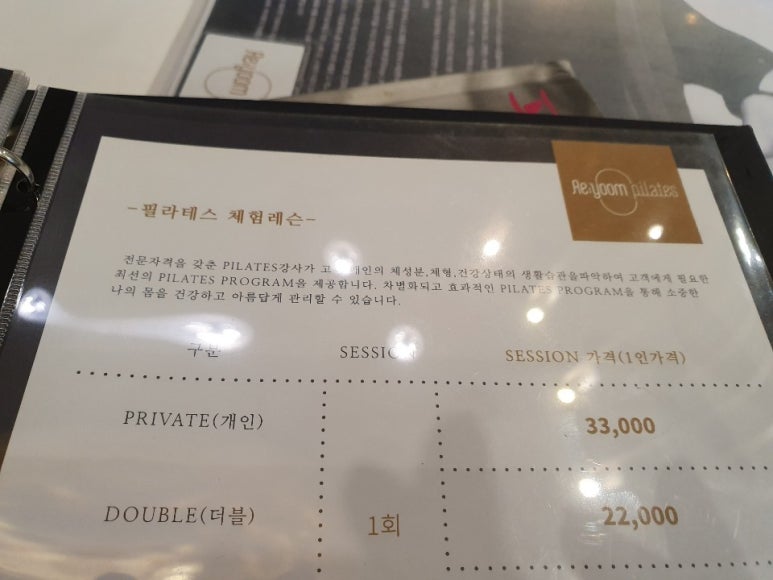 Re:yoom
Re:yoom pilates
-필라테스 체험레슨-
전문자격을 갖춘 PILATES강사가 체성분,체형,건강상태의 생활습관을파악하여 고객에게 필요한
최선의 PILATES PROGRAM을 제공합니다. 차별화되고 효과적인 PILATES PROGRAM을 통해 소중한
나의 몸을 건강하고 아름답게 관리할 수 있습니다.
구분 SESSION SESSION 가격(1인가격)
PRIVATE(개인) 33,000
DOUBLE(더블) 1회 22,000